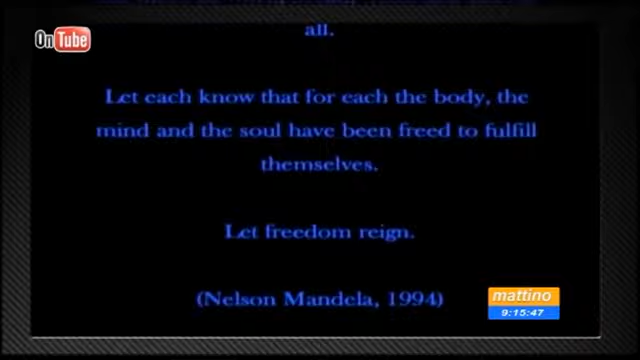 OnTube
all.
Let each know that for each the body, the
mind and the soul have been freed to fulfill
themselves.
Let freedom reign.
(Nelson Mandela, 1994)
mattino
9:15:47